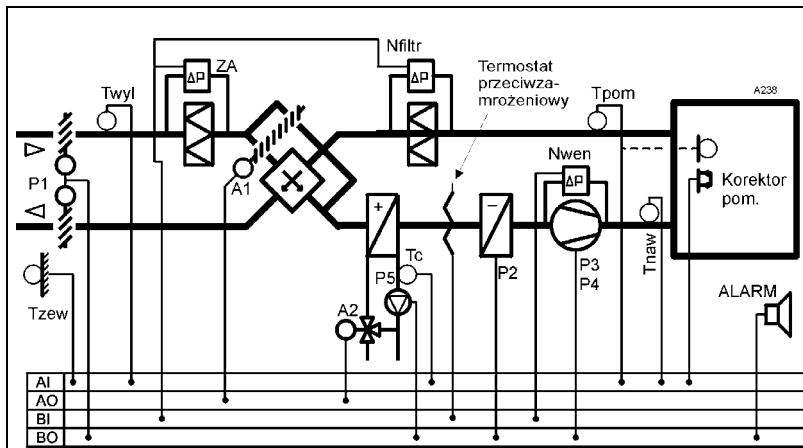 Nfiltr
ZA
ΔP
ΔP
Termostat
przeciwza-
mrożeniowy
Twyl
Tpom
A238
P1
A1
Nwen
ΔP
Korektor
pom.
+
−
Tnaw
Tc
P5
P2
P3
P4
Tzew
A2
ALARM
AI
AO
BI
BO